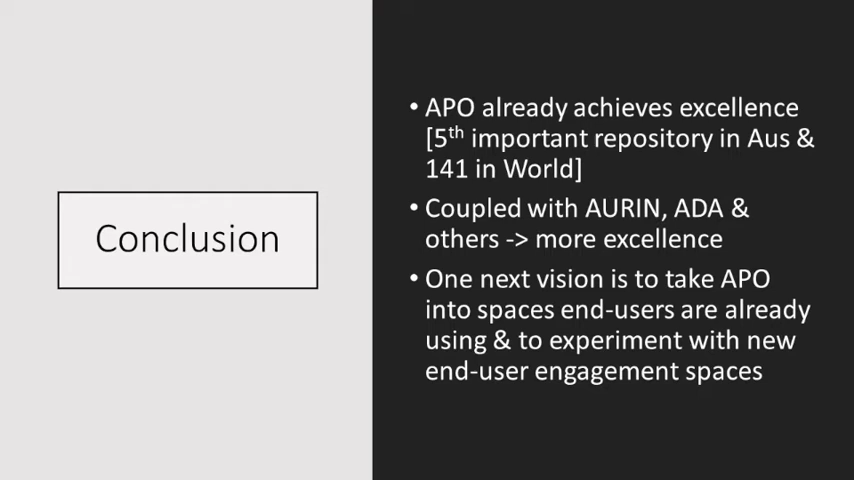 Conclusion
• APO already achieves excellence
[5th important repository in Aus &
141 in World]
• Coupled with AURIN, ADA &
others -> more excellence
• One next vision is to take APO
into spaces end-users are already
using & to experiment with new
end-user engagement spaces